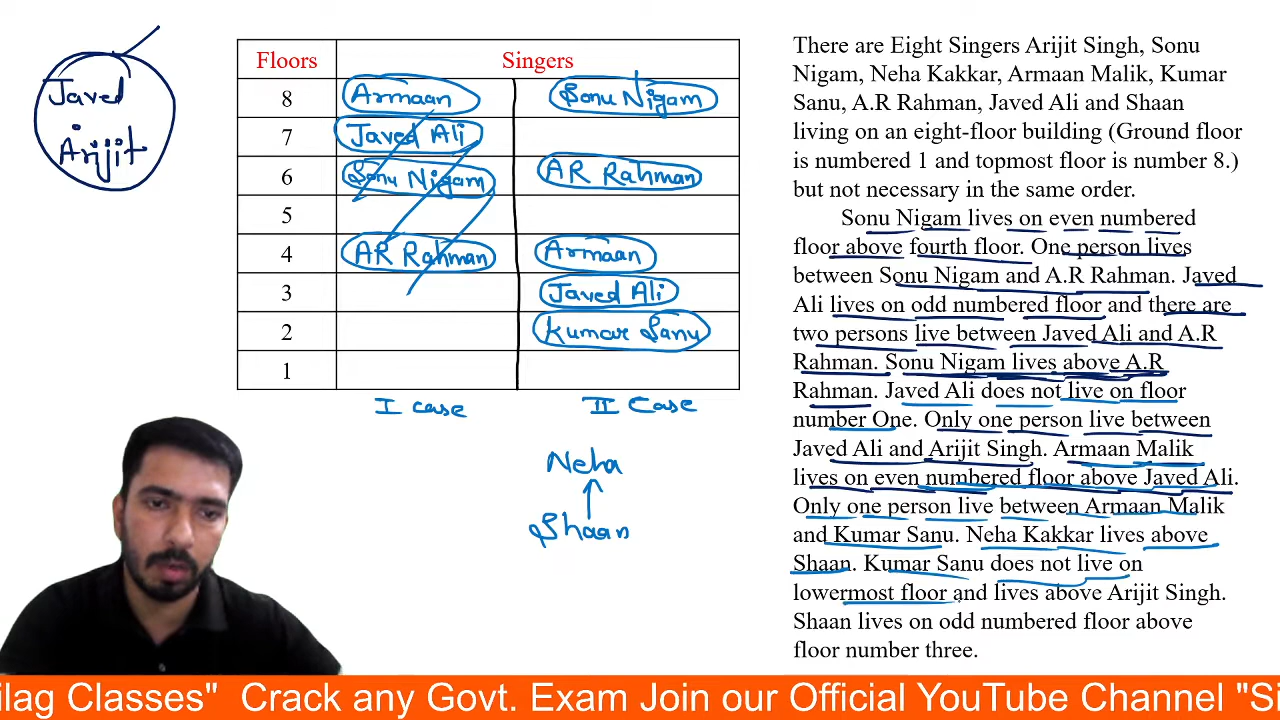 Javed
Arijit
Floors Singers
8 Armaan Sonu Nigam
7 Javed Ali
6 Sonu Nigam AR Rahman
5
4 AR Rahman Armaan
3 Javed Ali
2 Kumar Sanu
1
I case II Case
Neha
Shaan
There are Eight Singers Arijit Singh, Sonu
Nigam, Neha Kakkar, Armaan Malik, Kumar
Sanu, A.R Rahman, Javed Ali and Shaan
living on an eight-floor building (Ground floor
is numbered 1 and topmost floor is number 8.)
but not necessary in the same order.
Sonu Nigam lives on even numbered
floor above fourth floor. One person lives
between Sonu Nigam and A.R Rahman. Javed
Ali lives on odd numbered floor and there are
two persons live between Javed Ali and A.R
Rahman. Sonu Nigam lives above A.R
Rahman. Javed Ali does not live on floor
number One. Only one person live between
Javed Ali and Arijit Singh. Armaan Malik
lives on even numbered floor above Javed Ali.
Only one person live between Armaan Malik
and Kumar Sanu. Neha Kakkar lives above
Shaan. Kumar Sanu does not live on
lowermost floor and lives above Arijit Singh.
Shaan lives on odd numbered floor above
floor number three.
ilag Classes" Crack any Govt. Exam Join our Official YouTube Channel "Si